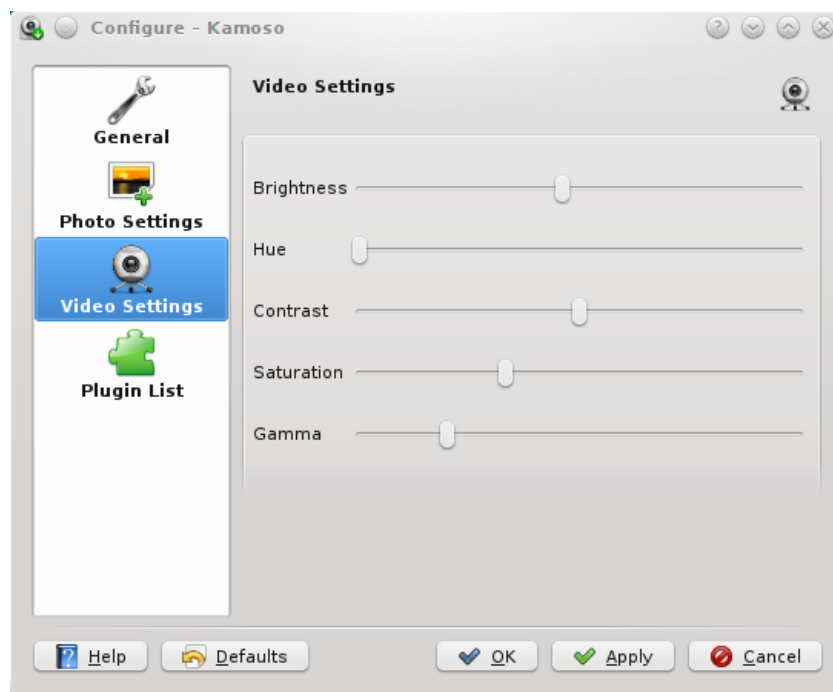 Configure - Kamoso
General
Photo Settings
Video Settings
Plugin List
Video Settings
Brightness
Hue
Contrast
Saturation
Gamma
Help
Defaults
OK
Apply
Cancel